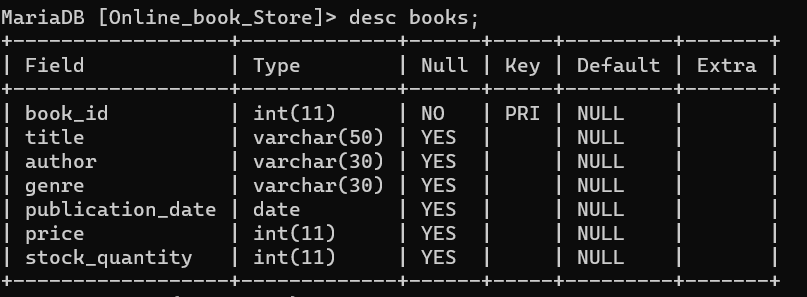 MariaDB [Online_book_Store]> desc books;
+------------------+-------------+------+-----+---------+-------+
| Field            | Type        | Null | Key | Default | Extra |
+------------------+-------------+------+-----+---------+-------+
| book_id          | int(11)     | NO   | PRI | NULL    |       |
| title            | varchar(50) | YES  |     | NULL    |       |
| author           | varchar(30) | YES  |     | NULL    |       |
| genre            | varchar(30) | YES  |     | NULL    |       |
| publication_date | date        | YES  |     | NULL    |       |
| price            | int(11)     | YES  |     | NULL    |       |
| stock_quantity   | int(11)     | YES  |     | NULL    |       |
+------------------+-------------+------+-----+---------+-------+